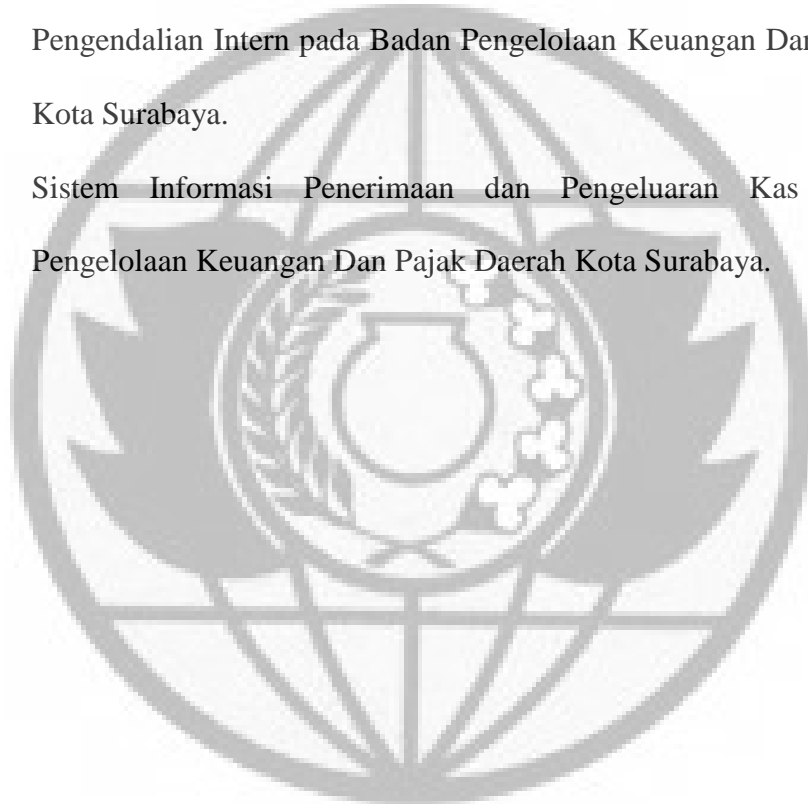 Pengendalian Intern pada Badan Pengelolaan Keuangan Dan
Kota Surabaya.
Sistem Informasi Penerimaan dan Pengeluaran Kas
Pengelolaan Keuangan Dan Pajak Daerah Kota Surabaya.